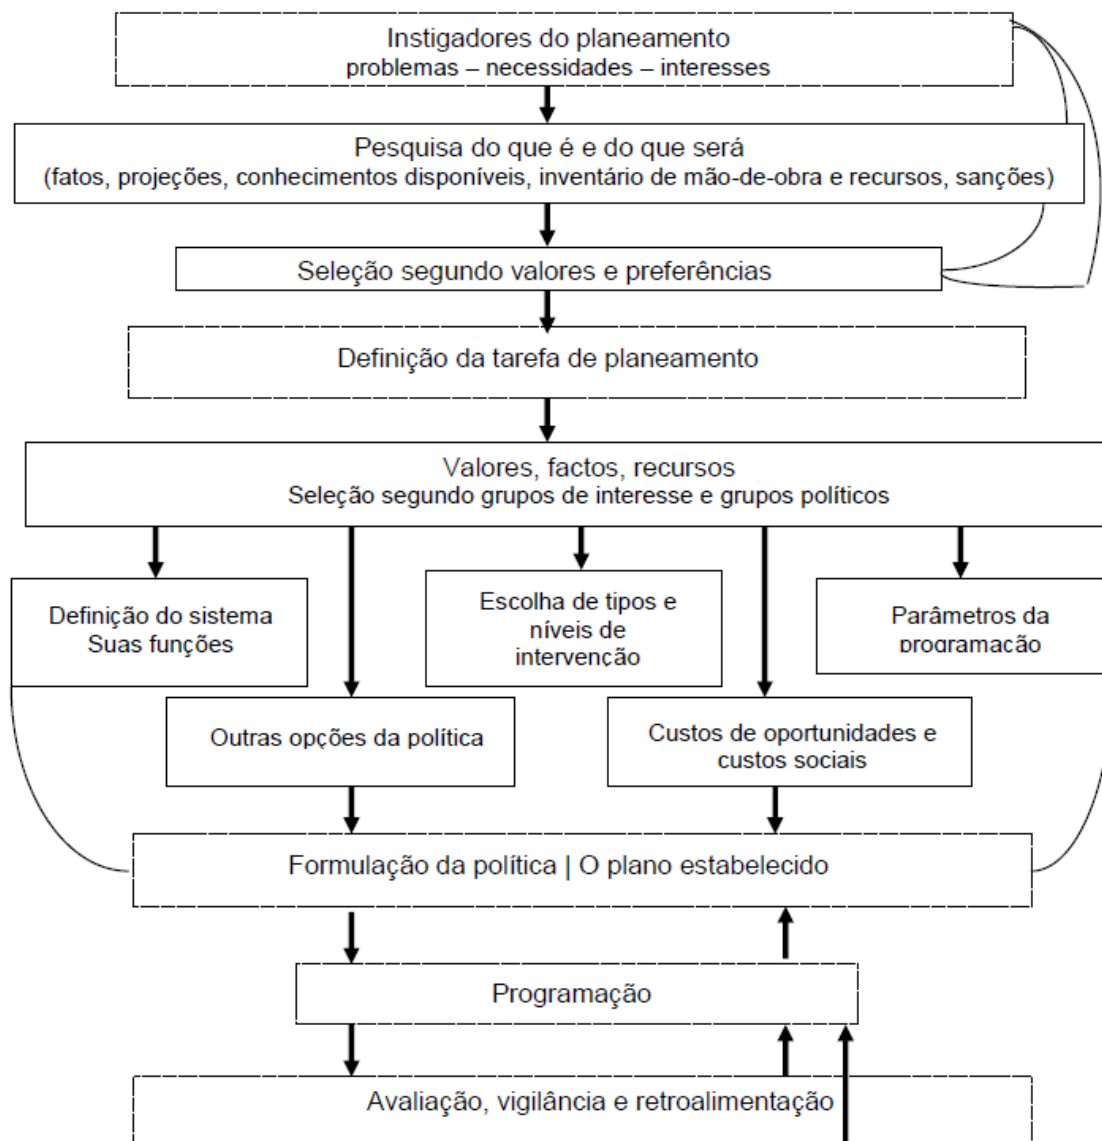 Instigadores do planeamento
problemas – necessidades – interesses
Pesquisa do que é e do que será
(fatos, projeções, conhecimentos disponíveis, inventário de mão-de-obra e recursos, sanções)
Seleção segundo valores e preferências
Definição da tarefa de planeamento
Valores, factos, recursos
Seleção segundo grupos de interesse e grupos políticos
Definição do sistema
Suas funções
Escolha de tipos e
níveis de
intervenção
Parâmetros da
programação
Outras opções da política
Custos de oportunidades e
custos sociais
Formulação da política | O plano estabelecido
Programação
Avaliação, vigilância e retroalimentação